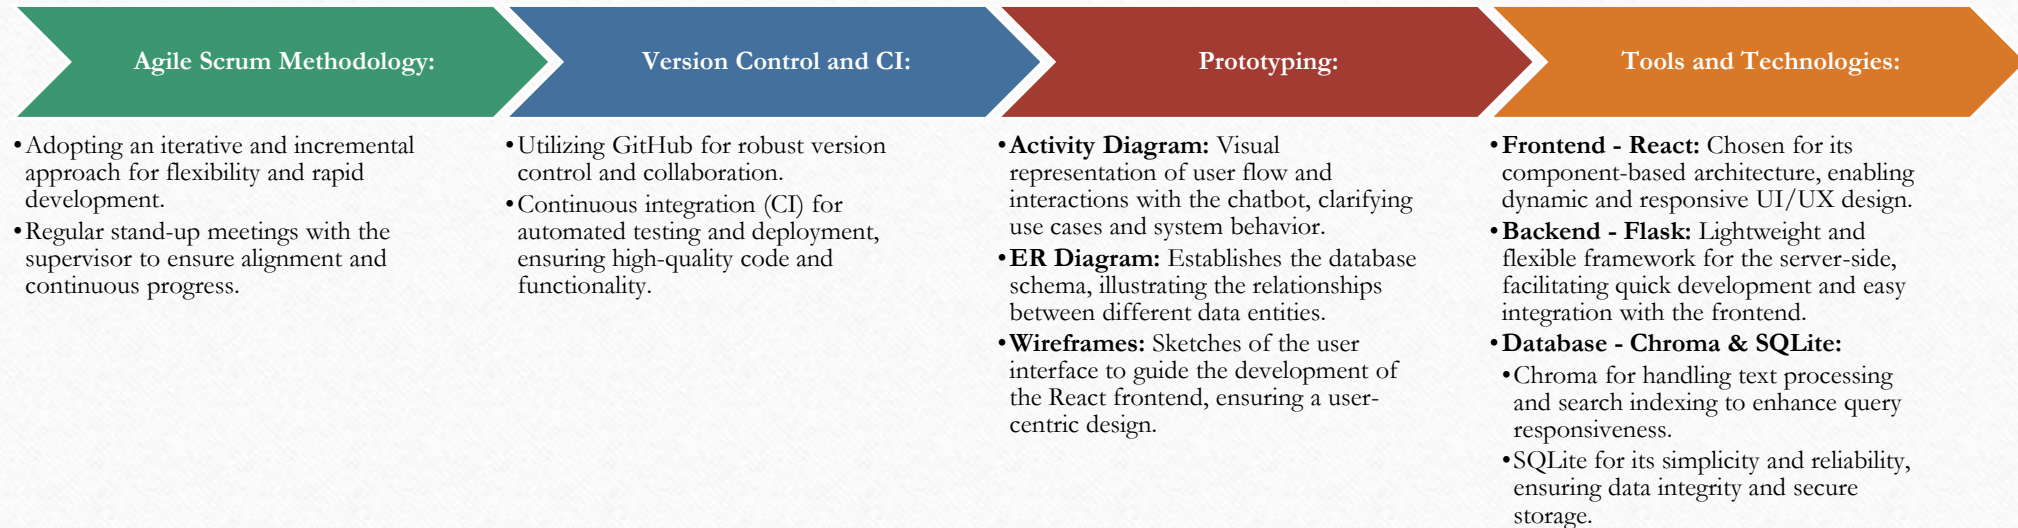 Agile Scrum Methodology:
•Adopting an iterative and incremental
approach for flexibility and rapid
development.
•Regular stand-up meetings with the
supervisor to ensure alignment and
continuous progress.
Version Control and CI:
•Utilizing GitHub for robust version
control and collaboration.
•Continuous integration (CI) for
automated testing and deployment,
ensuring high-quality code and
functionality.
Prototyping:
•Activity Diagram: Visual
representation of user flow and
interactions with the chatbot, clarifying
use cases and system behavior.
•ER Diagram: Establishes the database
schema, illustrating the relationships
between different data entities.
•Wireframes: Sketches of the user
interface to guide the development of
the React frontend, ensuring a user-
centric design.
Tools and Technologies:
•Frontend - React: Chosen for its
component-based architecture, enabling
dynamic and responsive UI/UX design.
•Backend - Flask: Lightweight and
flexible framework for the server-side,
facilitating quick development and easy
integration with the frontend.
•Database - Chroma & SQLite:
•Chroma for handling text processing
and search indexing to enhance query
responsiveness.
•SQLite for its simplicity and reliability,
ensuring data integrity and secure
storage.